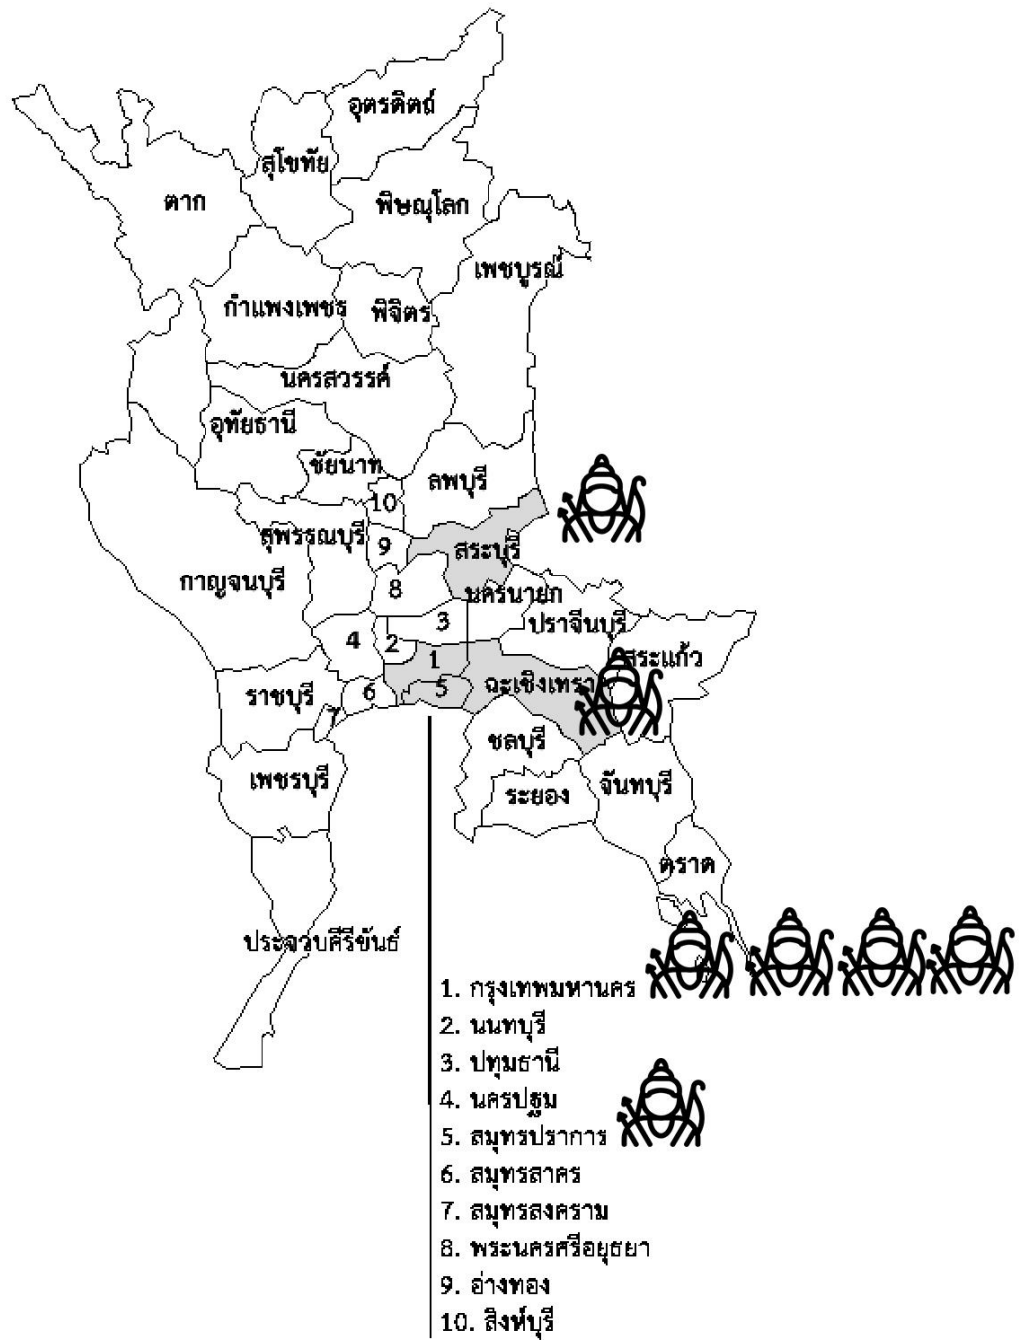 อุตรดิตถ์
สุโขทัย
ตาก
พิษณุโลก
เพชบูรณ์
กำแพงเพชร
พิจิตร
นครสวรรค์
อุทัยธานี
ชัยนาท
ลพบุรี
10
สุพรรณบุรี
9
สระบุรี
กาญจนบุรี
8
นครนายก
ปราจีนบุรี
3
4
2
1
สระแก้ว
ราชบุรี
6
5
ฉะเชิงเทรา
7
ชลบุรี
เพชรบุรี
ระยอง
จันทบุรี
ตราด
ประจวบคีรีขันธ์
1. กรุงเทพมหานคร
2. นนทบุรี
3. ปทุมธานี
4. นครปฐม
5. สมุทรปราการ
6. สมุทรสาคร
7. สมุทรสงคราม
8. พระนครศรีอยุธยา
9. อ่างทอง
10. สิงห์บุรี